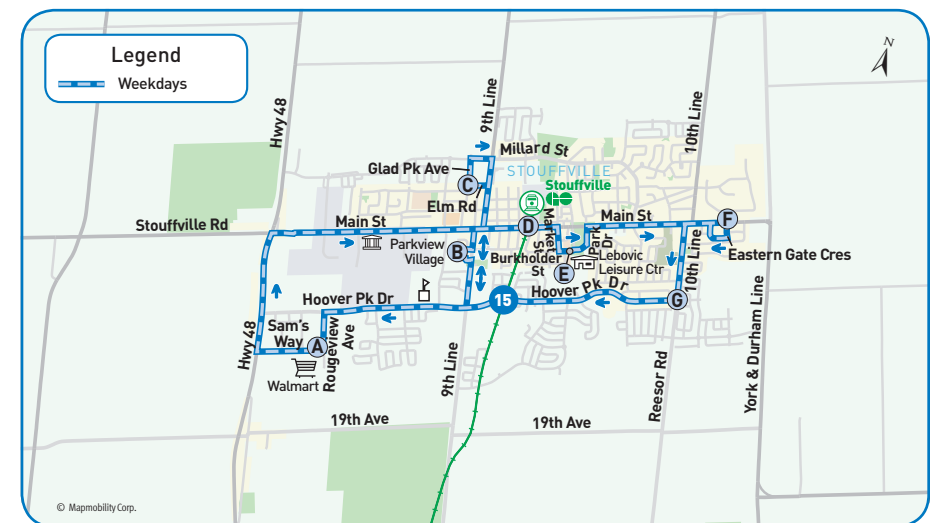 Legend
Weekdays
N
Hwy 48
9th Line
10th Line
Millard St
Glad Pk Ave
STOUFFVILLE
C
Stouffville
Elm Rd
Stouffville Rd
Main St
D
Market St
Main St
F
Parkview
Village
B
Burkholder
St
E
Park Dr
Lebovic
Leisure Ctr
10th Line
Eastern Gate Cres
Hoover Pk Dr
15
Hoover Pk Dr
G
Sam's
Way
A
Rougeview
Ave
Hwy 48
Walmart
9th Line
Reesor Rd
York & Durham Line
19th Ave
19th Ave
© Mapmobility Corp.